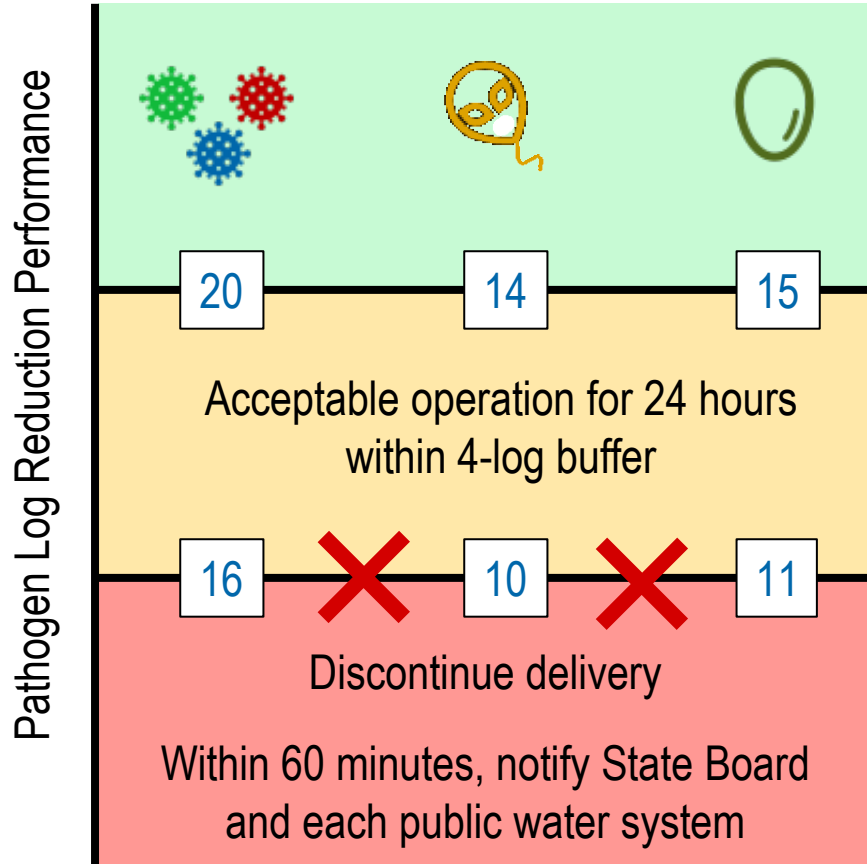 Pathogen Log Reduction Performance
20 14 15
Acceptable operation for 24 hours
within 4-log buffer
16 10 11
Discontinue delivery
Within 60 minutes, notify State Board
and each public water system